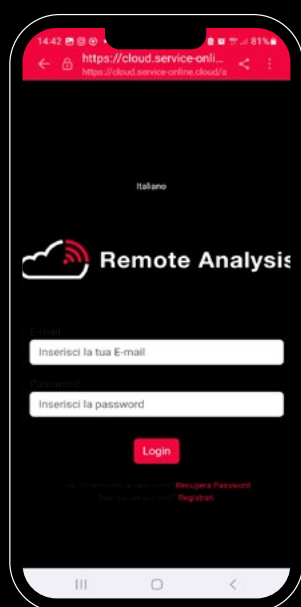 14:42 81%
https://cloud.service-onli...
https://cloud.service-online.cloud/a
Italiano
Remote Analysis
E-mail
Inserisci la tua E-mail
Password
Inserisci la password
Login
Recupera Password
Registrati